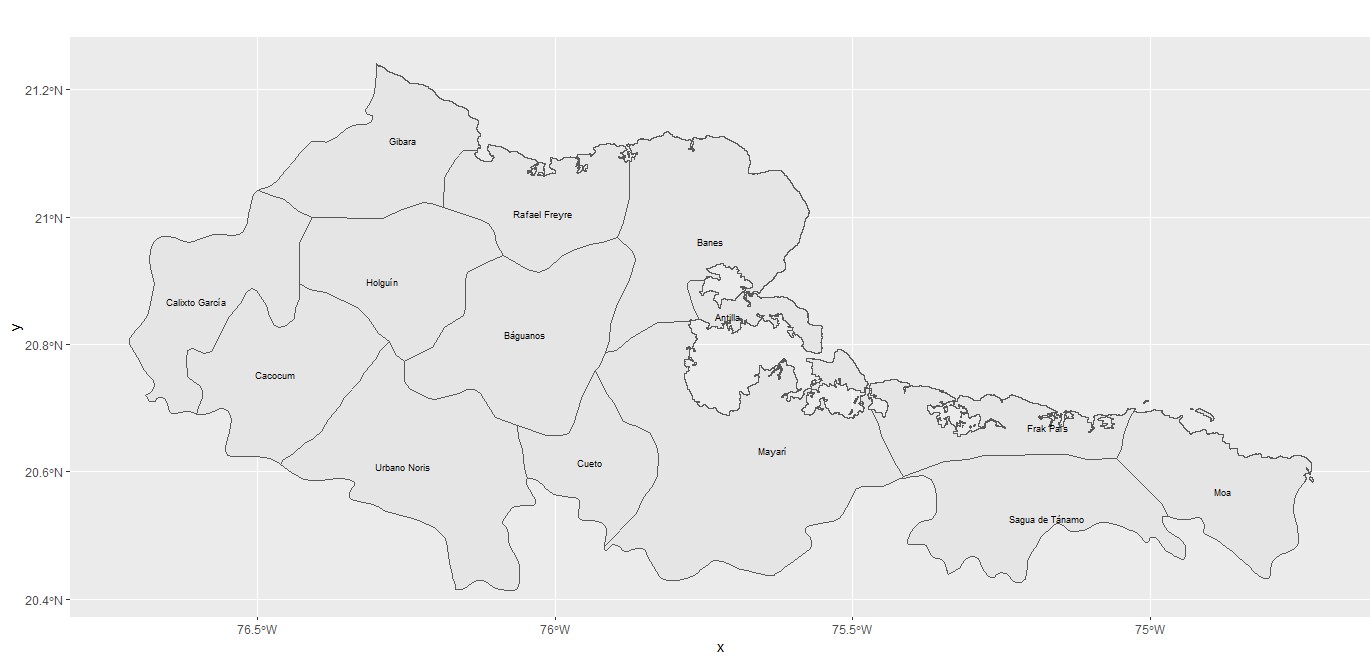 21.2°N
21°N
20.8°N
20.6°N
20.4°N
y
Gibara
Rafael Freyre
Banes
Holguín
Calixto García
Antilla
Báguanos
Cacocum
Frak País
Mayarí
Cueto
Urbano Noris
Moa
Sagua de Tánamo
76.5°W
76°W
75.5°W
75°W
x